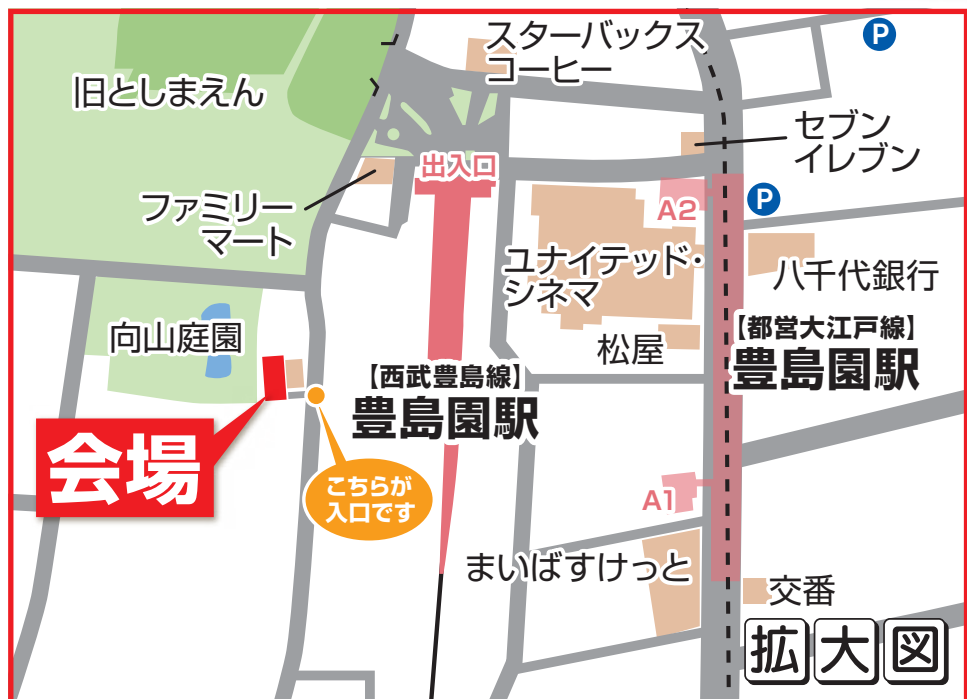 スターバックス
コーヒー
P
旧としまえん
セブン
イレブン
出入口
ファミリー
マート
A2
P
ユナイテッド・
シネマ
八千代銀行
向山庭園
松屋
【都営大江戸線】
豊島園駅
【西武豊島線】
豊島園駅
会場
こちらが
入口です
A1
まいばすけっと
交番
拡大図